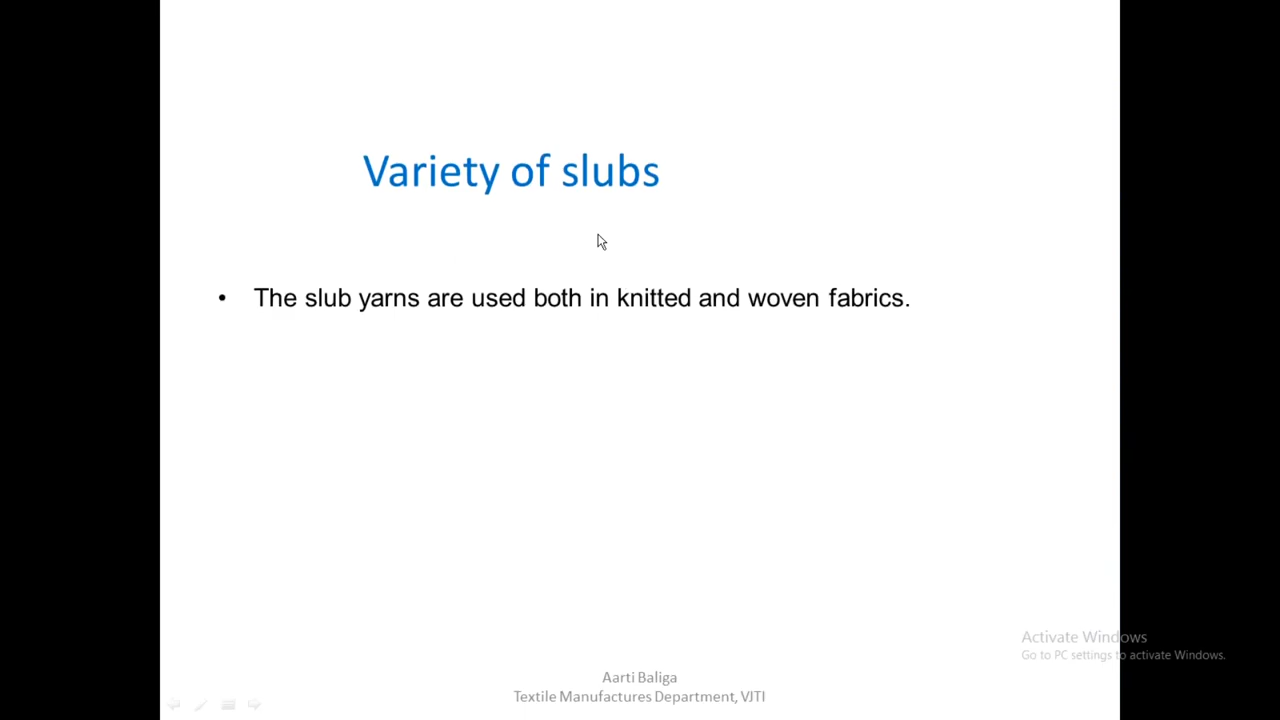 Variety of slubs
• The slub yarns are used both in knitted and woven fabrics.
Activate Windows
Go to PC settings to activate Windows.
Aarti Baliga
Textile Manufactures Department, VJTI